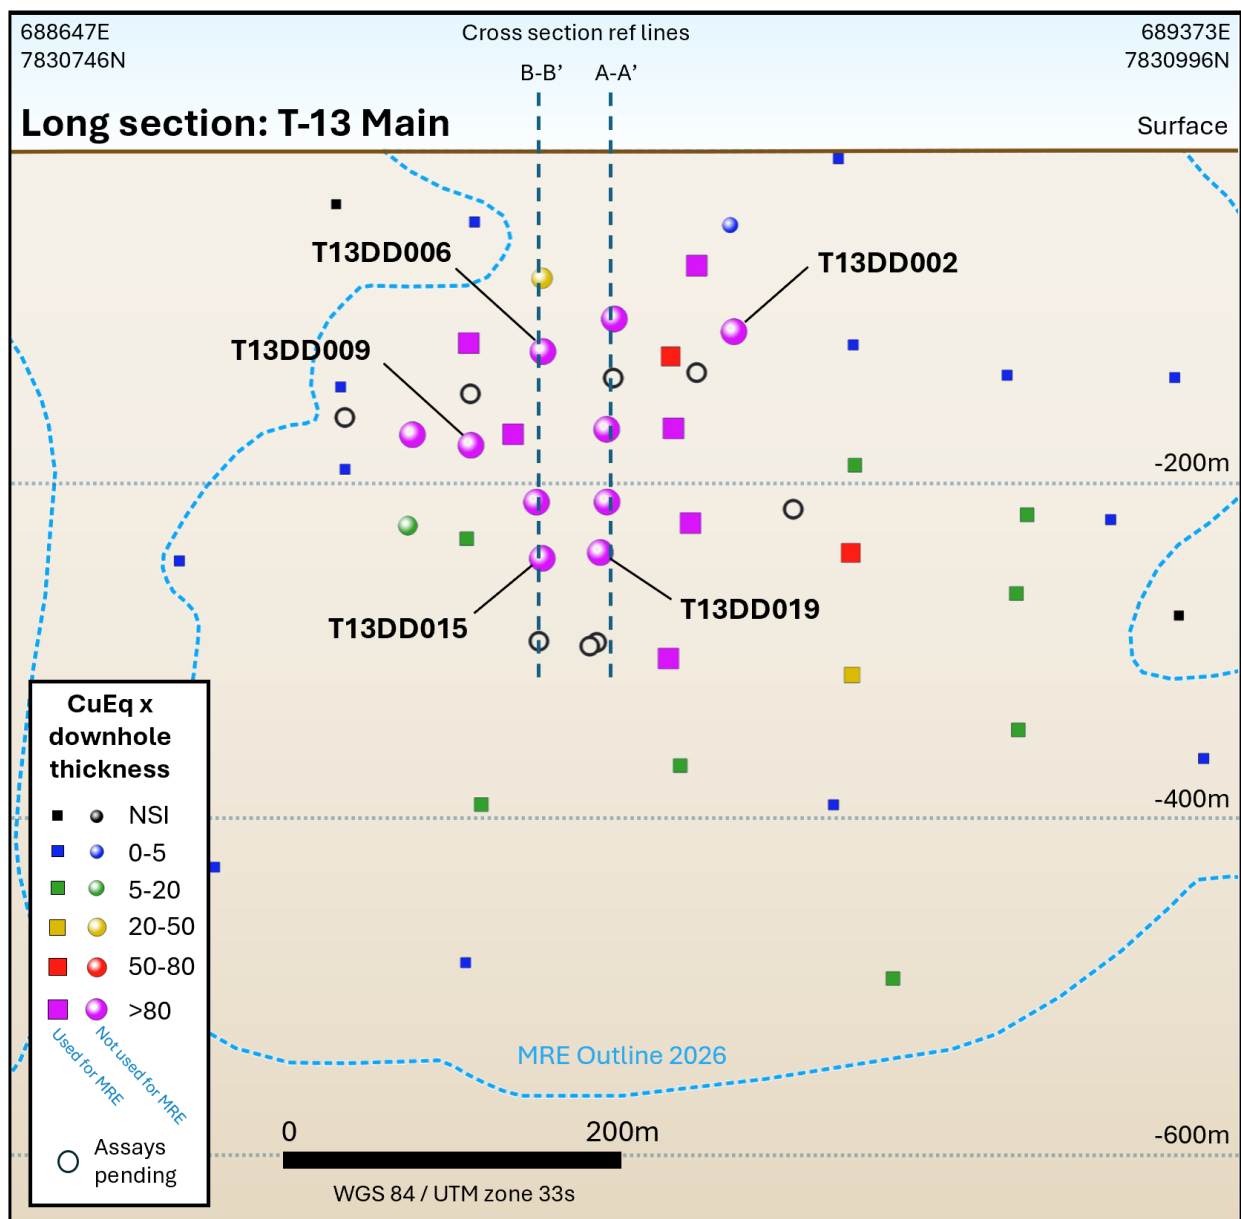 688647E
7830746N
Cross section ref lines
689373E
7830996N
B-B’
A-A’
Long section: T-13 Main
Surface
T13DD006
T13DD002
T13DD009
-200m
T13DD015
T13DD019
CuEq x
downhole
thickness
NSI
0-5
5-20
20-50
50-80
>80
Used for MRE
Not used for MRE
Assays
pending
-400m
MRE Outline 2026
0
200m
-600m
WGS 84 / UTM zone 33s